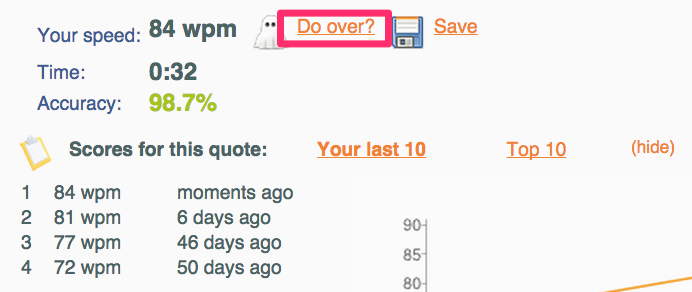 Your speed: 84 wpm Do over? Save
Time: 0:32
Accuracy: 98.7%
Scores for this quote: Your last 10 Top 10 (hide)
1 84 wpm moments ago
2 81 wpm 6 days ago
3 77 wpm 46 days ago
4 72 wpm 50 days ago
90
85
80